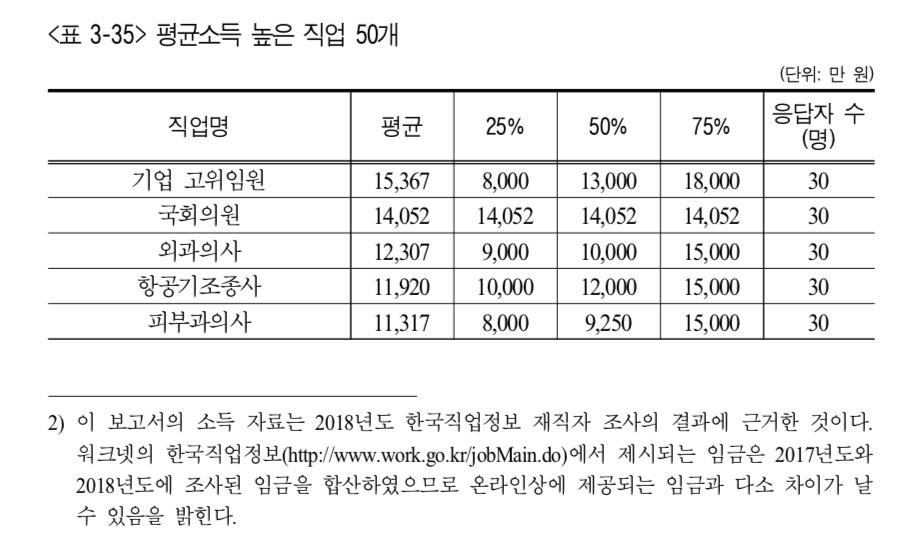 <표 3-35> 평균소득 높은 직업 50개
(단위: 만 원)
직업명 평균 25% 50% 75% 응답자 수
(명)
기업 고위임원 15,367 8,000 13,000 18,000 30
국회의원 14,052 14,052 14,052 14,052 30
외과의사 12,307 9,000 10,000 15,000 30
항공기조종사 11,920 10,000 12,000 15,000 30
피부과의사 11,317 8,000 9,250 15,000 30
2) 이 보고서의 소득 자료는 2018년도 한국직업정보 재직자 조사의 결과에 근거한 것이다.
워크넷의 한국직업정보(http://www.work.go.kr/jobMain.do)에서 제시되는 임금은 2017년도와
2018년도에 조사된 임금을 합산하였으므로 온라인상에 제공되는 임금과 다소 차이가 날
수 있음을 밝힌다.